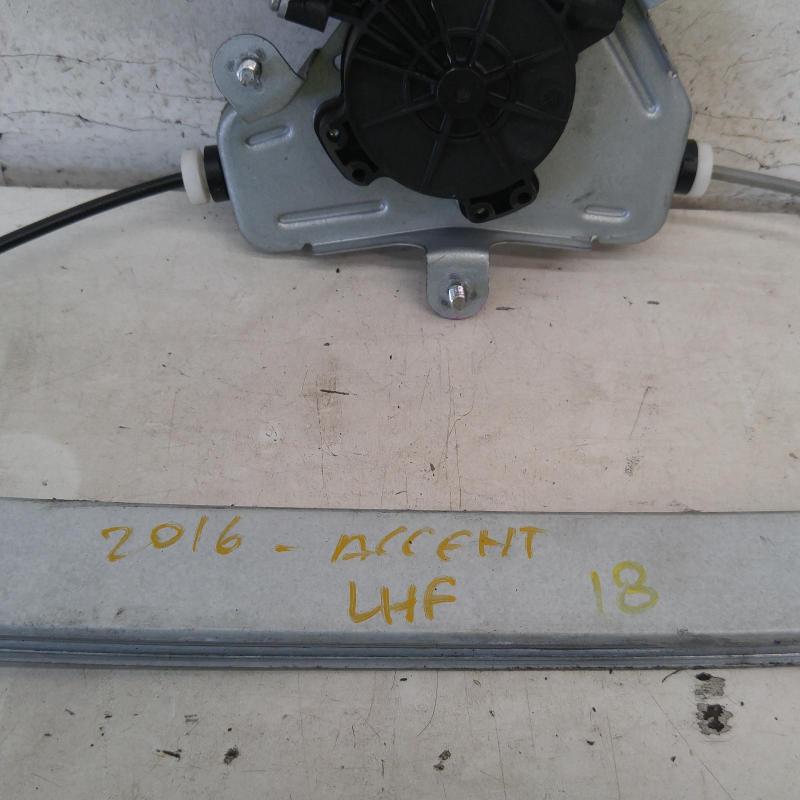 2016 - ACCENT
LHF 18